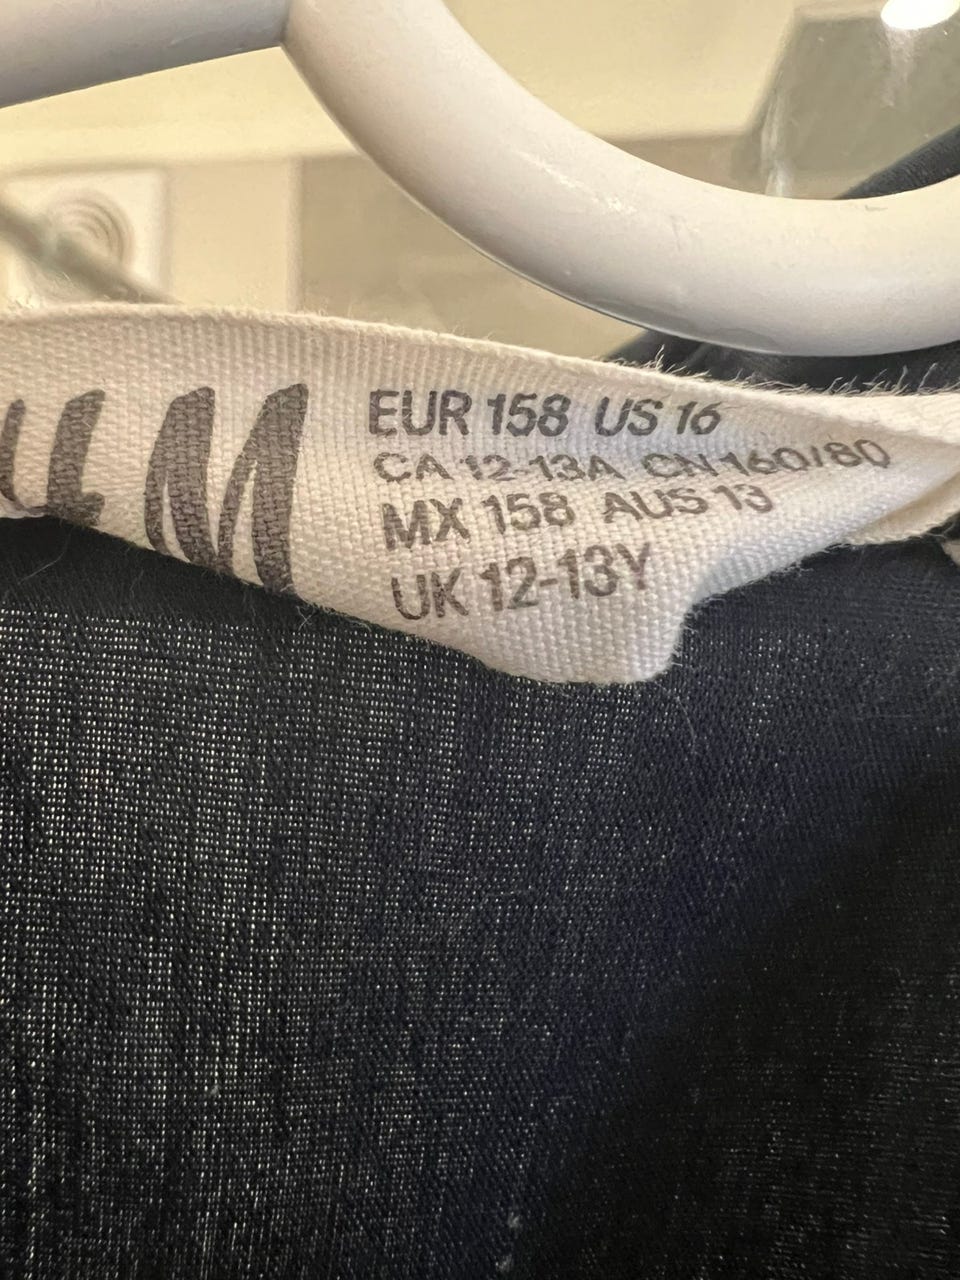 H&M
EUR 158 US 16
CA 12-13A CN 160/80
MX 158 AUS 13
UK 12-13Y